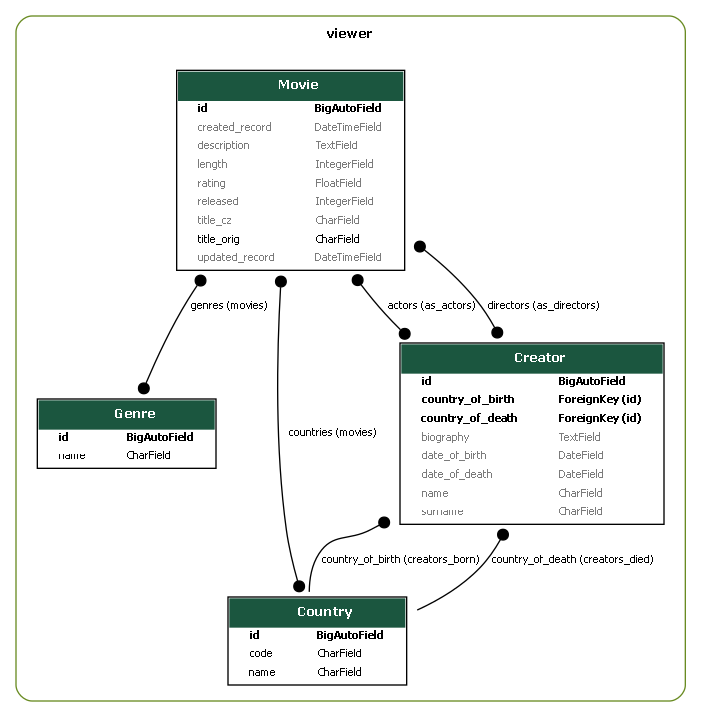 viewer
Movie
id BigAutoField
created_record DateTimeField
description TextField
length IntegerField
rating FloatField
released IntegerField
title_cz CharField
title_orig CharField
updated_record DateTimeField
genres (movies)
actors (as_actors)
directors (as_directors)
Creator
id BigAutoField
country_of_birth ForeignKey (id)
country_of_death ForeignKey (id)
biography TextField
date_of_birth DateField
date_of_death DateField
name CharField
surname CharField
Genre
id BigAutoField
name CharField
countries (movies)
country_of_birth (creators_born)
country_of_death (creators_died)
Country
id BigAutoField
code CharField
name CharField